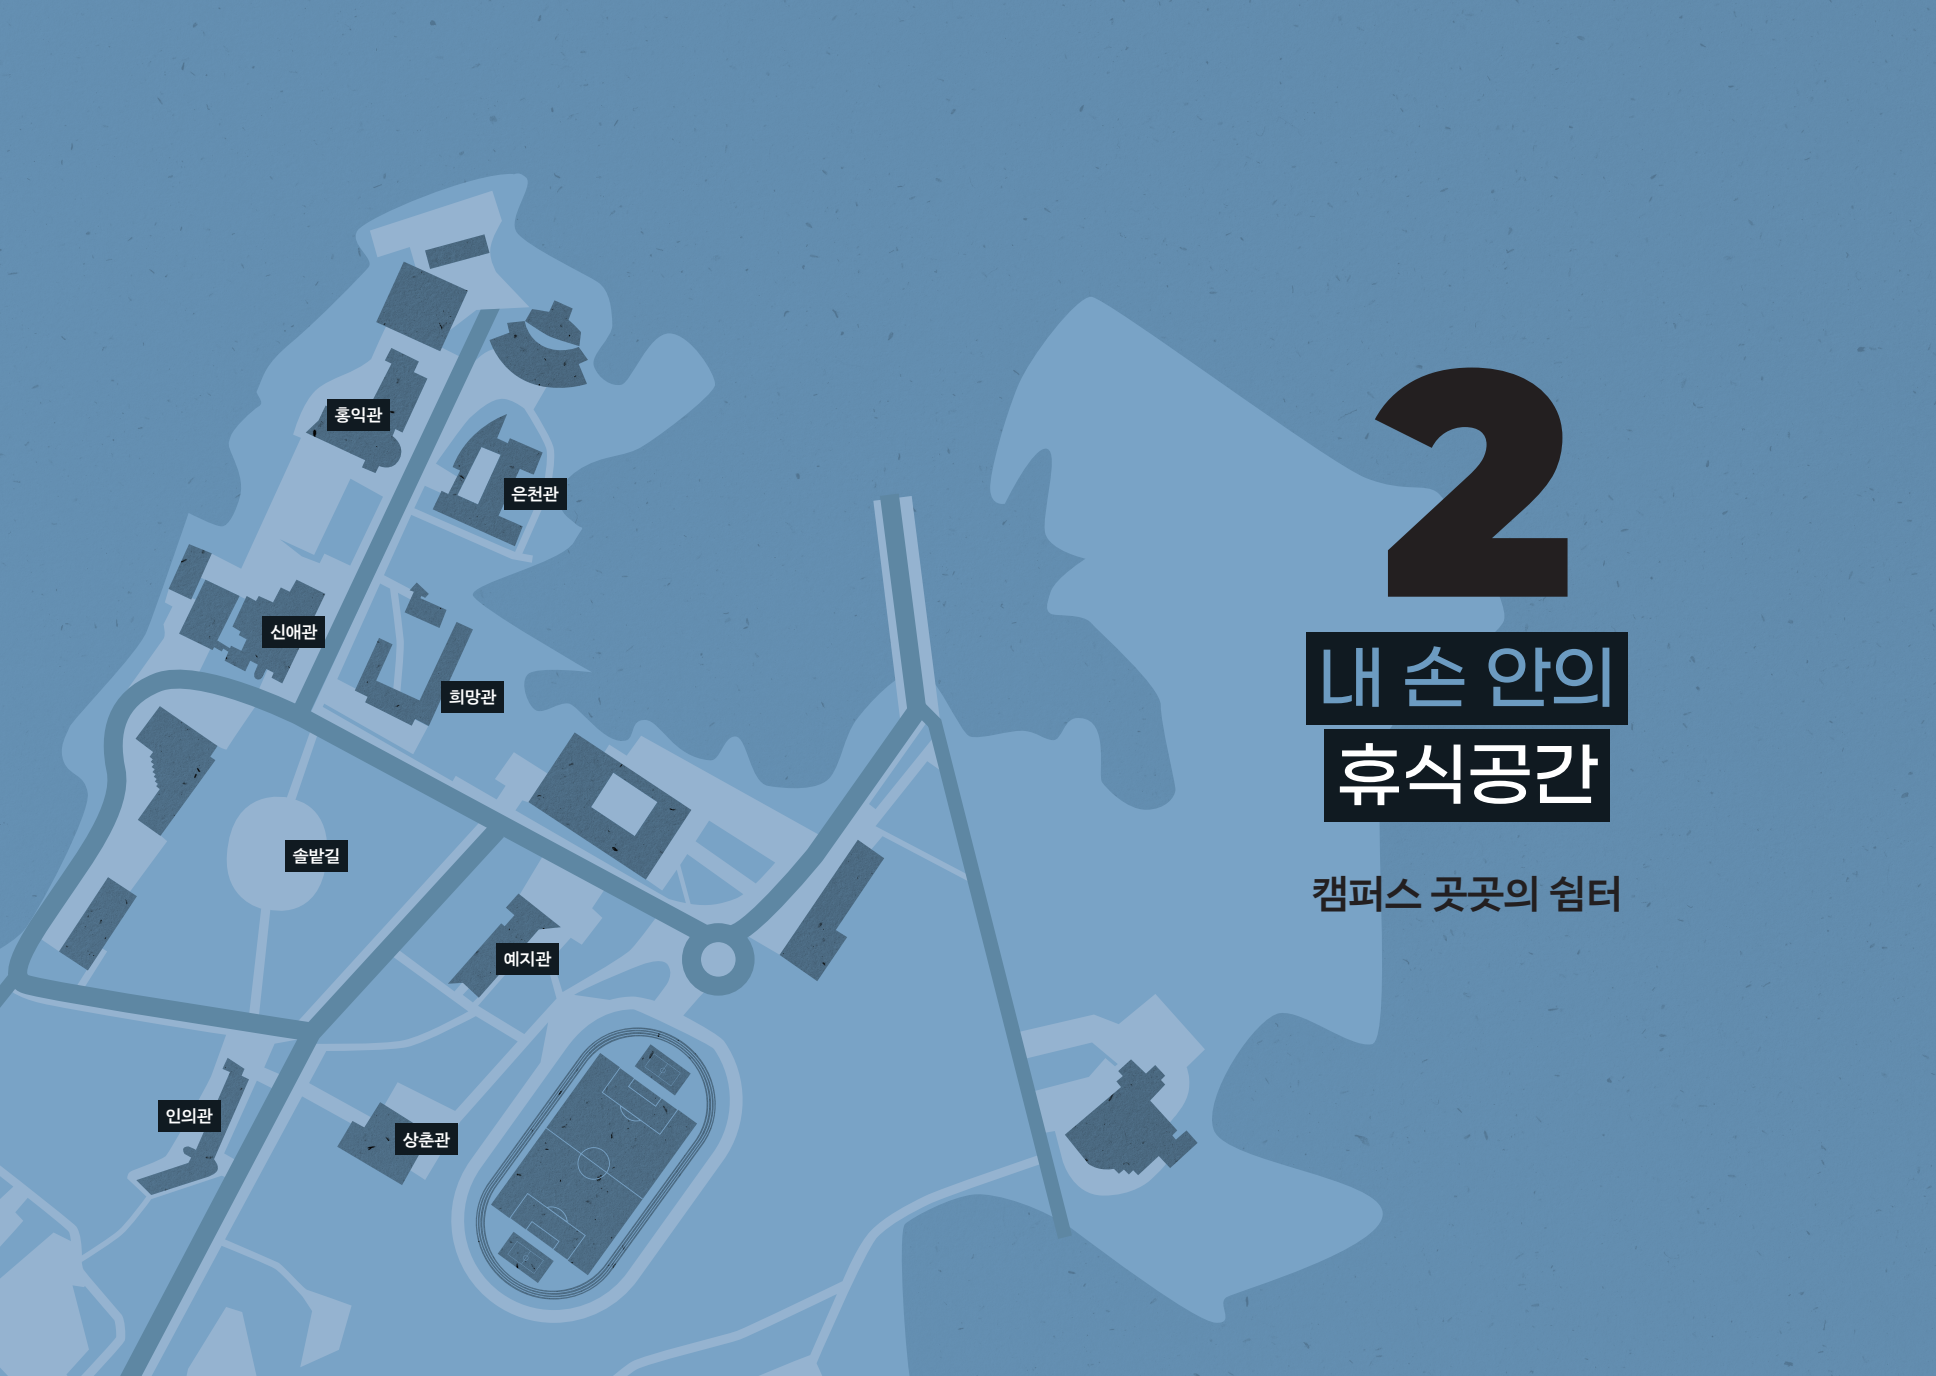 홍익관
은천관
신애관
희망관
솔밭길
예지관
인의관
상춘관
2
내 손 안의
휴식공간
캠퍼스 곳곳의 쉼터